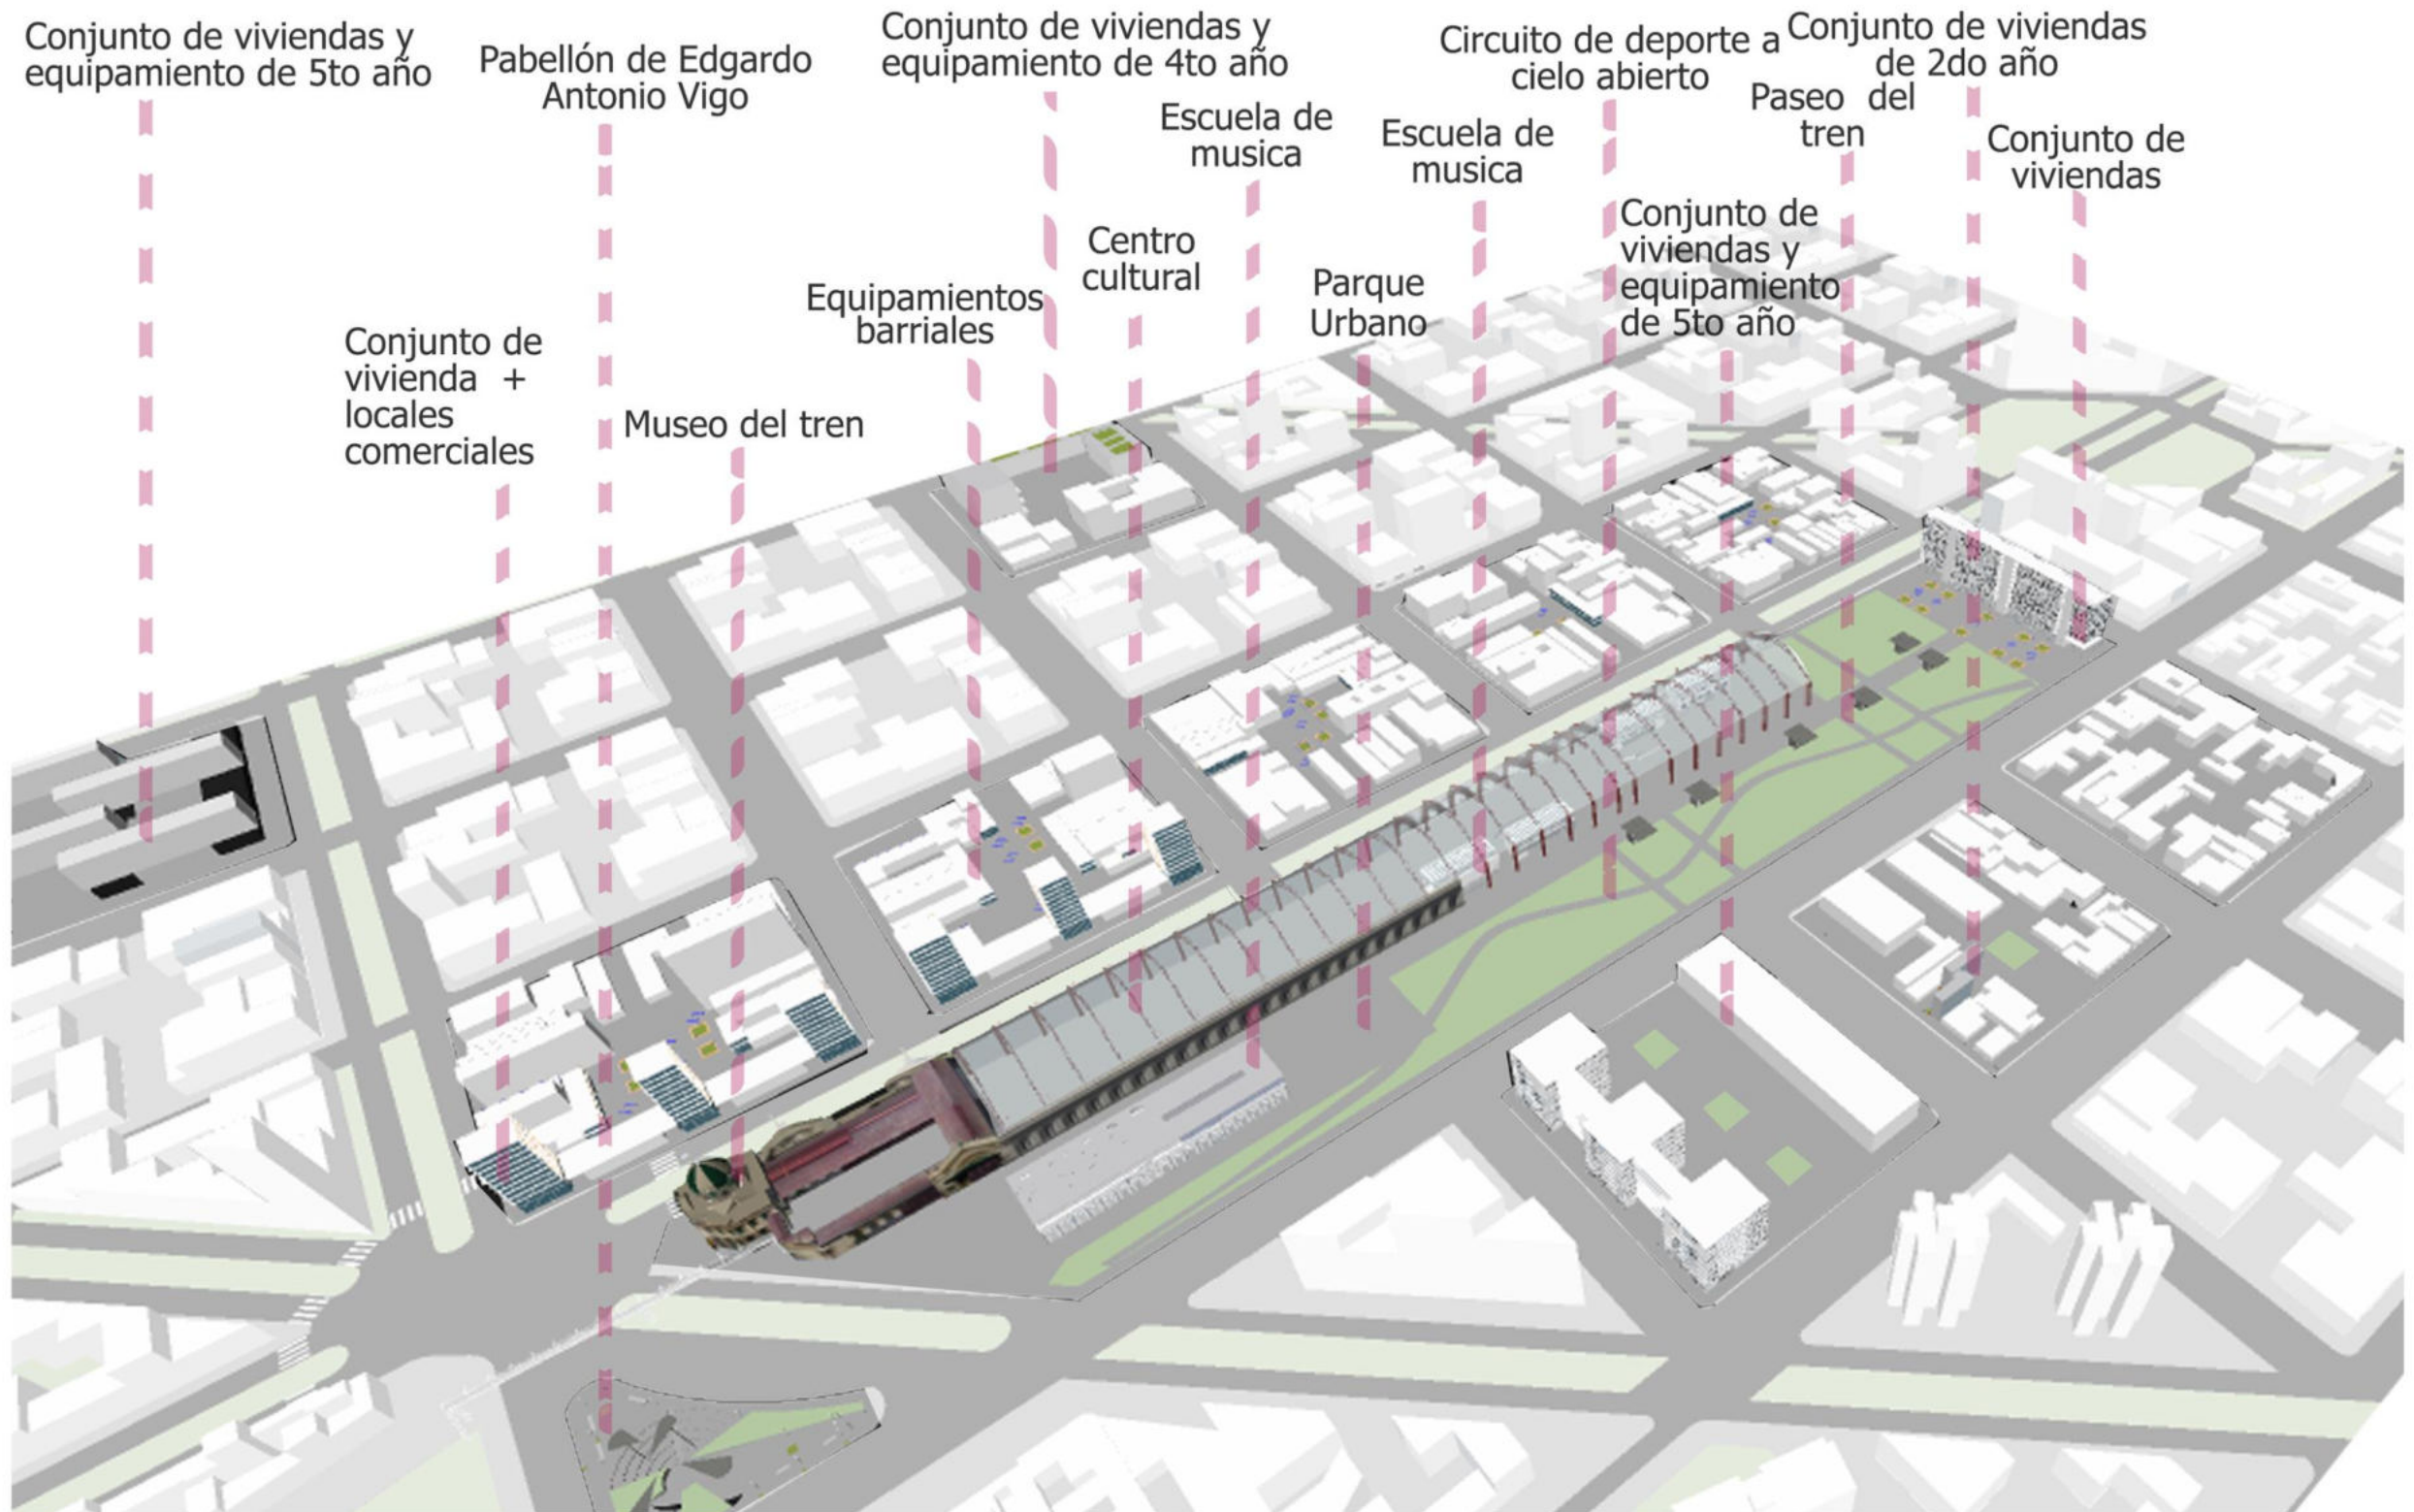 Conjunto de viviendas y
equipamiento de 5to año
Pabellón de Edgardo
Antonio Vigo
Conjunto de viviendas y
equipamiento de 4to año
Circuito de deporte a
cielo abierto
Conjunto de viviendas
de 2do año
Paseo del
tren
Escuela de
musica
Escuela de
musica
Conjunto de
viviendas
Conjunto de
viviendas y
equipamiento
de 5to año
Centro
cultural
Parque
Urbano
Equipamientos
barriales
Conjunto de
vivienda +
locales
comerciales
Museo del tren